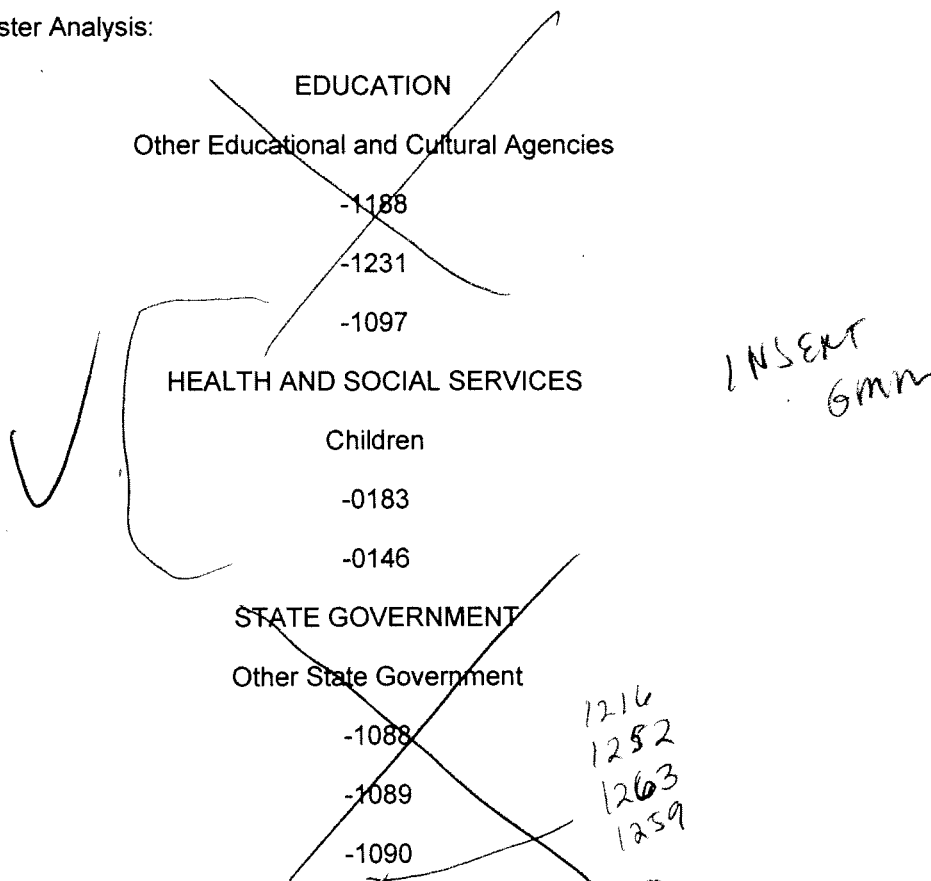 ster Analysis:
EDUCATION
Other Educational and Cultural Agencies
-1188
-1231
-1097
HEALTH AND SOCIAL SERVICES
INSERT
Children
-0183
-0146
STATE GOVERNMENT
Other State Government
-1088
-1089
-1090
1216
1252
1263
1259